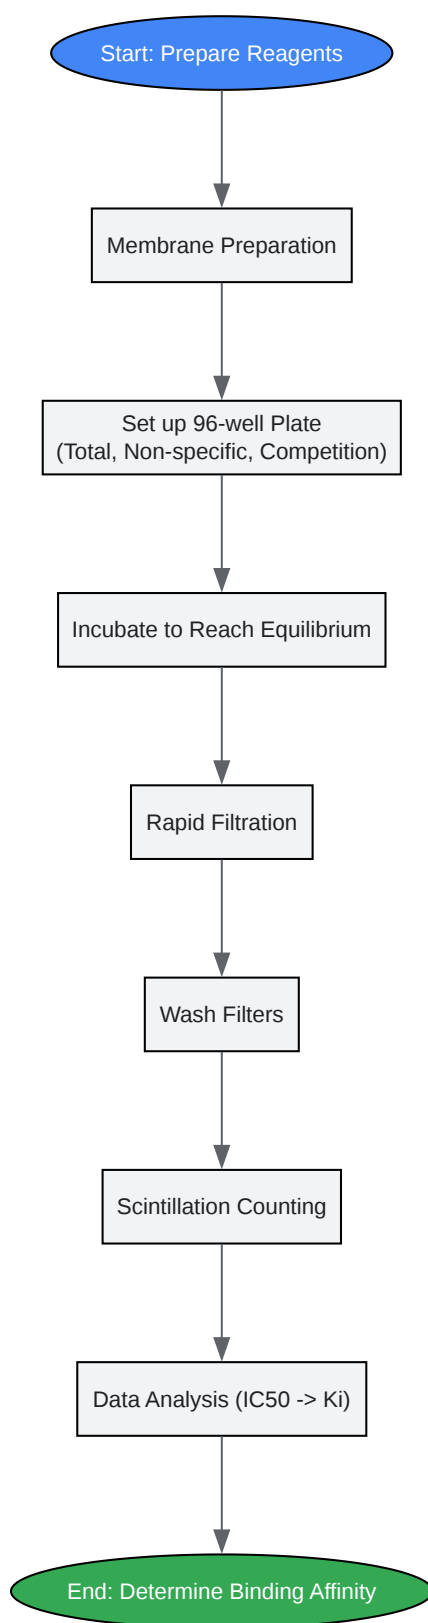 Start: Prepare Reagents
Membrane Preparation
Set up 96-well Plate
(Total, Non-specific, Competition)
Incubate to Reach Equilibrium
Rapid Filtration
Wash Filters
Scintillation Counting
Data Analysis (IC50 -> Ki)
End: Determine Binding Affinity